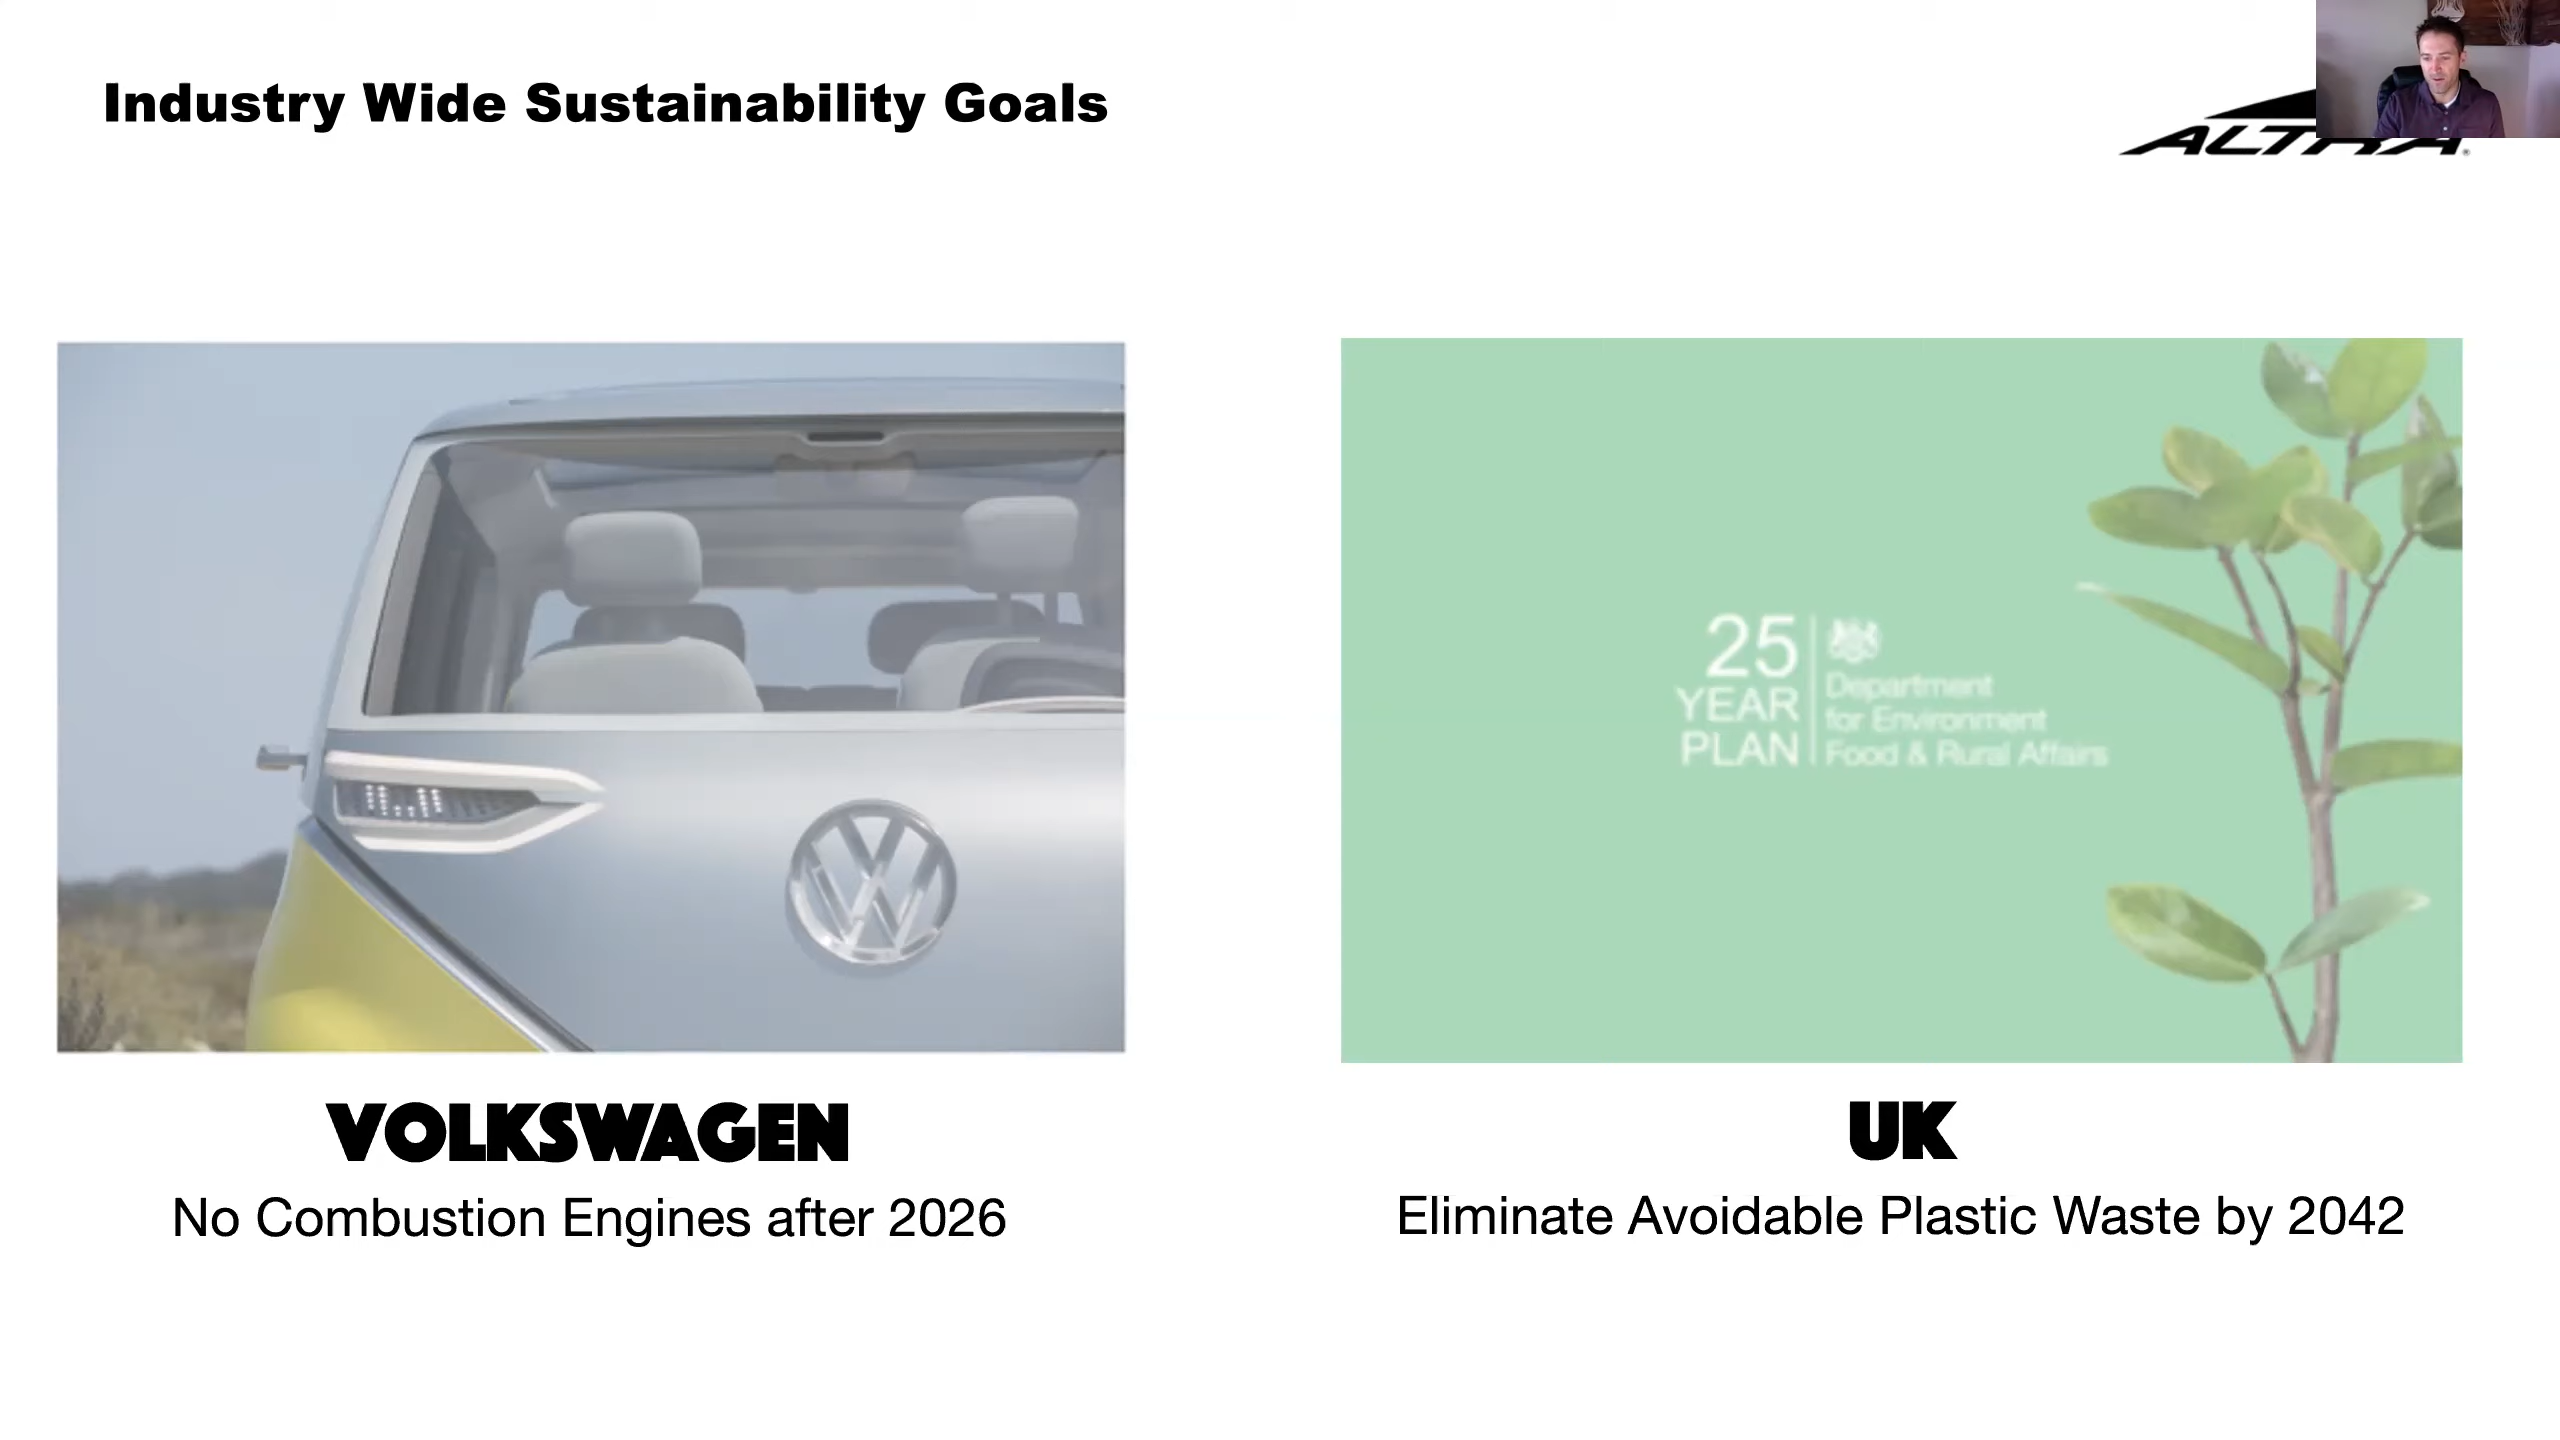 Industry Wide Sustainability Goals
ALTRA
25
YEAR
PLAN
Department
for Environment
Food & Rural Affairs
VOLKSWAGEN
No Combustion Engines after 2026
UK
Eliminate Avoidable Plastic Waste by 2042